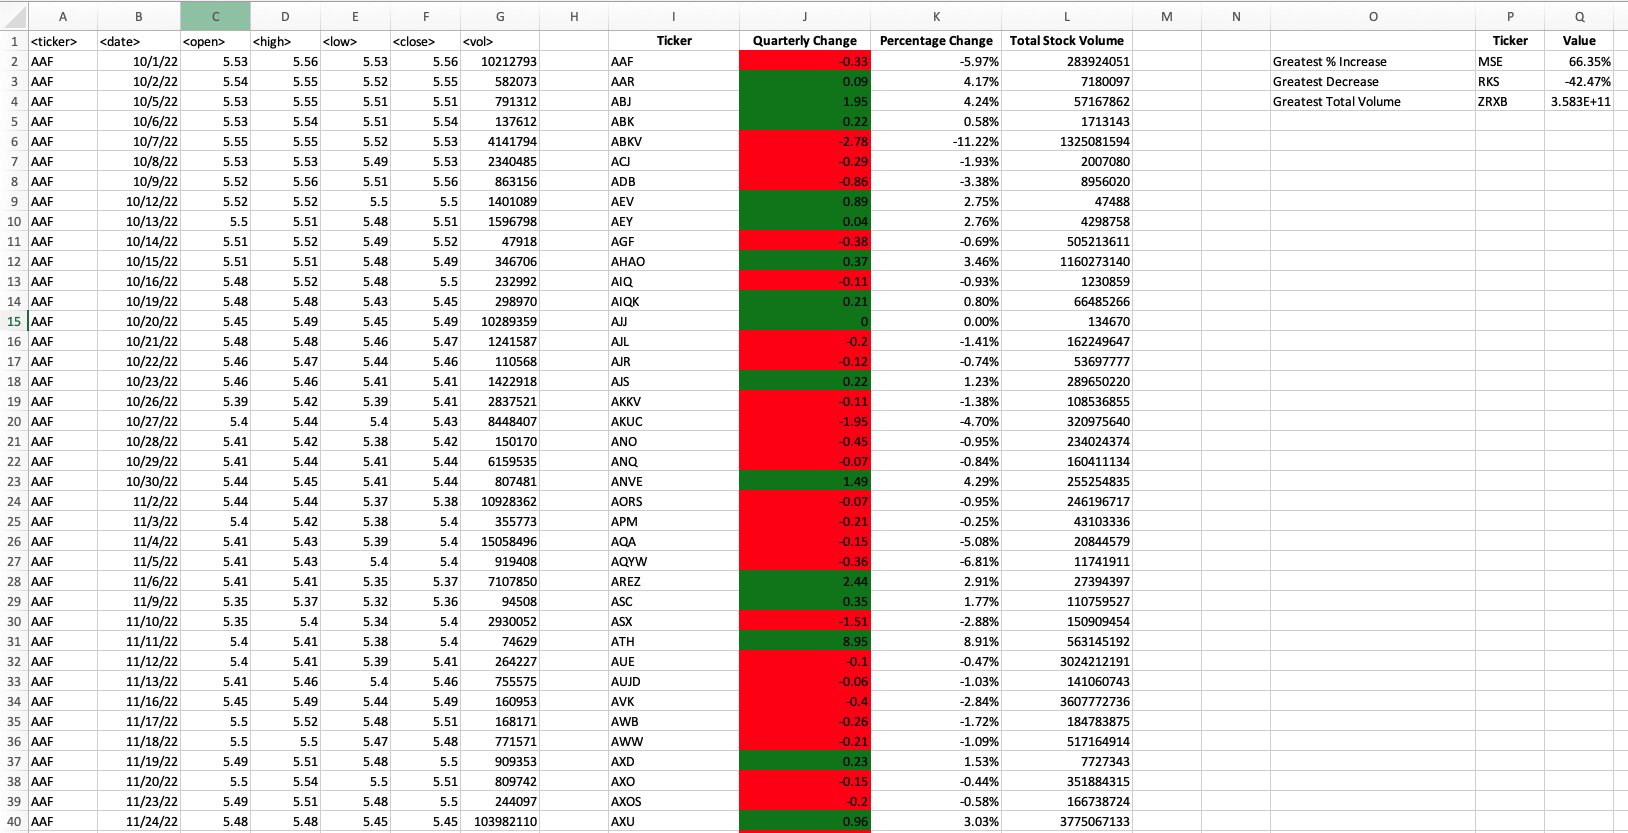 A B C D E F G H I J K L M N O P Q
1 <ticker> <date> <open> <high> <low> <close> <vol> Ticker Quarterly Change Percentage Change Total Stock Volume Ticker Value
2 AAF 10/1/22 5.53 5.56 5.53 5.56 10212793 AAF -0.33 -5.97% 283924051 Greatest % Increase MSE 66.35%
3 AAF 10/2/22 5.54 5.55 5.52 5.55 582073 AAR 0.09 4.17% 7180097 Greatest Decrease RKS -42.47%
4 AAF 10/5/22 5.53 5.55 5.51 5.51 791312 ABJ 1.95 4.24% 57167862 Greatest Total Volume ZRXB 3.583E+11
5 AAF 10/6/22 5.53 5.54 5.51 5.54 137612 ABK 0.22 0.58% 1713143
6 AAF 10/7/22 5.55 5.55 5.52 5.53 4141794 ABKV -2.78 -11.22% 1325081594
7 AAF 10/8/22 5.53 5.53 5.49 5.53 2340485 ACJ -0.29 -1.93% 2007080
8 AAF 10/9/22 5.52 5.56 5.51 5.56 863156 ADB -0.86 -3.38% 8956020
9 AAF 10/12/22 5.52 5.52 5.5 5.5 1401089 AEV 0.89 2.75% 47488
10 AAF 10/13/22 5.5 5.51 5.48 5.51 1596798 AEY 0.04 2.76% 4298758
11 AAF 10/14/22 5.51 5.52 5.49 5.52 47918 AGF -0.38 -0.69% 505213611
12 AAF 10/15/22 5.51 5.51 5.48 5.49 346706 AHAO 0.37 3.46% 1160273140
13 AAF 10/16/22 5.48 5.52 5.48 5.5 232992 AIQ -0.11 -0.93% 1230859
14 AAF 10/19/22 5.48 5.48 5.43 5.45 298970 AIQK 0.21 0.80% 66485266
15 AAF 10/20/22 5.45 5.49 5.45 5.49 10289359 AJJ 0 0.00% 134670
16 AAF 10/21/22 5.48 5.48 5.46 5.47 1241587 AJL -0.2 -1.41% 162249647
17 AAF 10/22/22 5.46 5.47 5.44 5.46 110568 AJR -0.12 -0.74% 53697777
18 AAF 10/23/22 5.46 5.46 5.41 5.41 1422918 AJS 0.22 1.23% 289650220
19 AAF 10/26/22 5.39 5.42 5.39 5.41 2837521 AKKV -0.11 -1.38% 108536855
20 AAF 10/27/22 5.4 5.44 5.4 5.43 8448407 AKUC -1.95 -4.70% 320975640
21 AAF 10/28/22 5.41 5.42 5.38 5.42 150170 ANO -0.45 -0.95% 234024374
22 AAF 10/29/22 5.41 5.44 5.41 5.44 6159535 ANQ -0.07 -0.84% 160411134
23 AAF 10/30/22 5.44 5.45 5.41 5.44 807481 ANVE 1.49 4.29% 255254835
24 AAF 11/2/22 5.44 5.44 5.37 5.38 10928362 AORS -0.07 -0.95% 246196717
25 AAF 11/3/22 5.4 5.42 5.38 5.4 355773 APM -0.21 -0.25% 43103336
26 AAF 11/4/22 5.41 5.43 5.39 5.4 15058496 AQA -0.15 -5.08% 20844579
27 AAF 11/5/22 5.41 5.43 5.4 5.4 919408 AQYW -0.36 -6.81% 11741911
28 AAF 11/6/22 5.41 5.41 5.35 5.37 7107850 AREZ 2.44 2.91% 27394397
29 AAF 11/9/22 5.35 5.37 5.32 5.36 94508 ASC 0.35 1.77% 110759527
30 AAF 11/10/22 5.35 5.4 5.34 5.4 2930052 ASX -1.51 -2.88% 150909454
31 AAF 11/11/22 5.4 5.41 5.38 5.4 74629 ATH 8.95 8.91% 563145192
32 AAF 11/12/22 5.4 5.41 5.39 5.41 264227 AUE -0.1 -0.47% 3024212191
33 AAF 11/13/22 5.41 5.46 5.4 5.46 755575 AUJD -0.06 -1.03% 141060743
34 AAF 11/16/22 5.45 5.49 5.44 5.49 160953 AVK -0.4 -2.84% 3607772736
35 AAF 11/17/22 5.5 5.52 5.48 5.51 168171 AWB -0.26 -1.72% 184783875
36 AAF 11/18/22 5.5 5.5 5.47 5.48 771571 AWW -0.21 -1.09% 517164914
37 AAF 11/19/22 5.49 5.51 5.48 5.5 909353 AXD 0.23 1.53% 7727343
38 AAF 11/20/22 5.5 5.54 5.5 5.51 809742 AXO -0.15 -0.44% 351884315
39 AAF 11/23/22 5.49 5.51 5.48 5.5 244097 AXOS -0.2 -0.58% 166738724
40 AAF 11/24/22 5.48 5.48 5.45 5.45 103982110 AXU 0.96 3.03% 3775067133